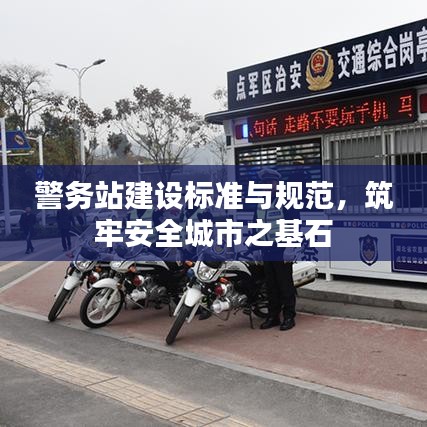 点军区治安 交通综合岗亭
句话 走路不要玩手机 马
警务站建设标准与规范，筑
牢安全城市之基石